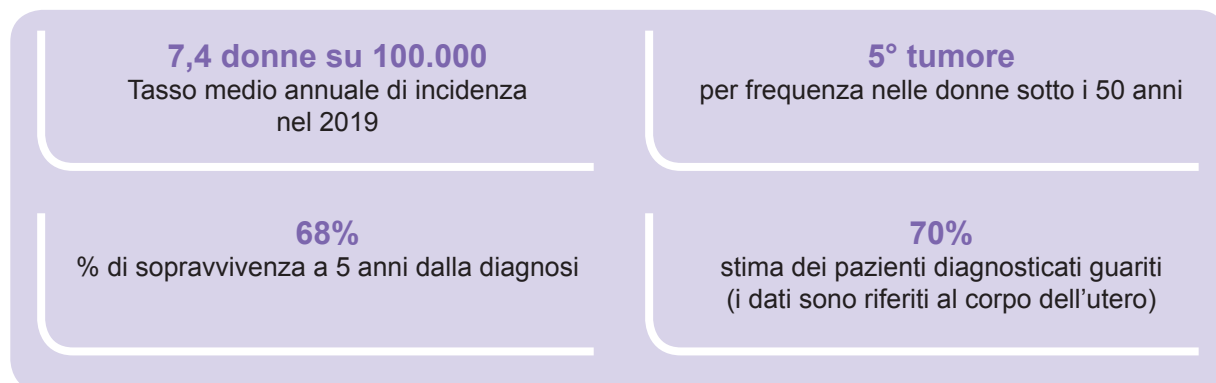 7,4 donne su 100.000
Tasso medio annuale di incidenza
nel 2019
5° tumore
per frequenza nelle donne sotto i 50 anni
68%
% di sopravvivenza a 5 anni dalla diagnosi
70%
stima dei pazienti diagnosticati guariti
(i dati sono riferiti al corpo dell’utero)